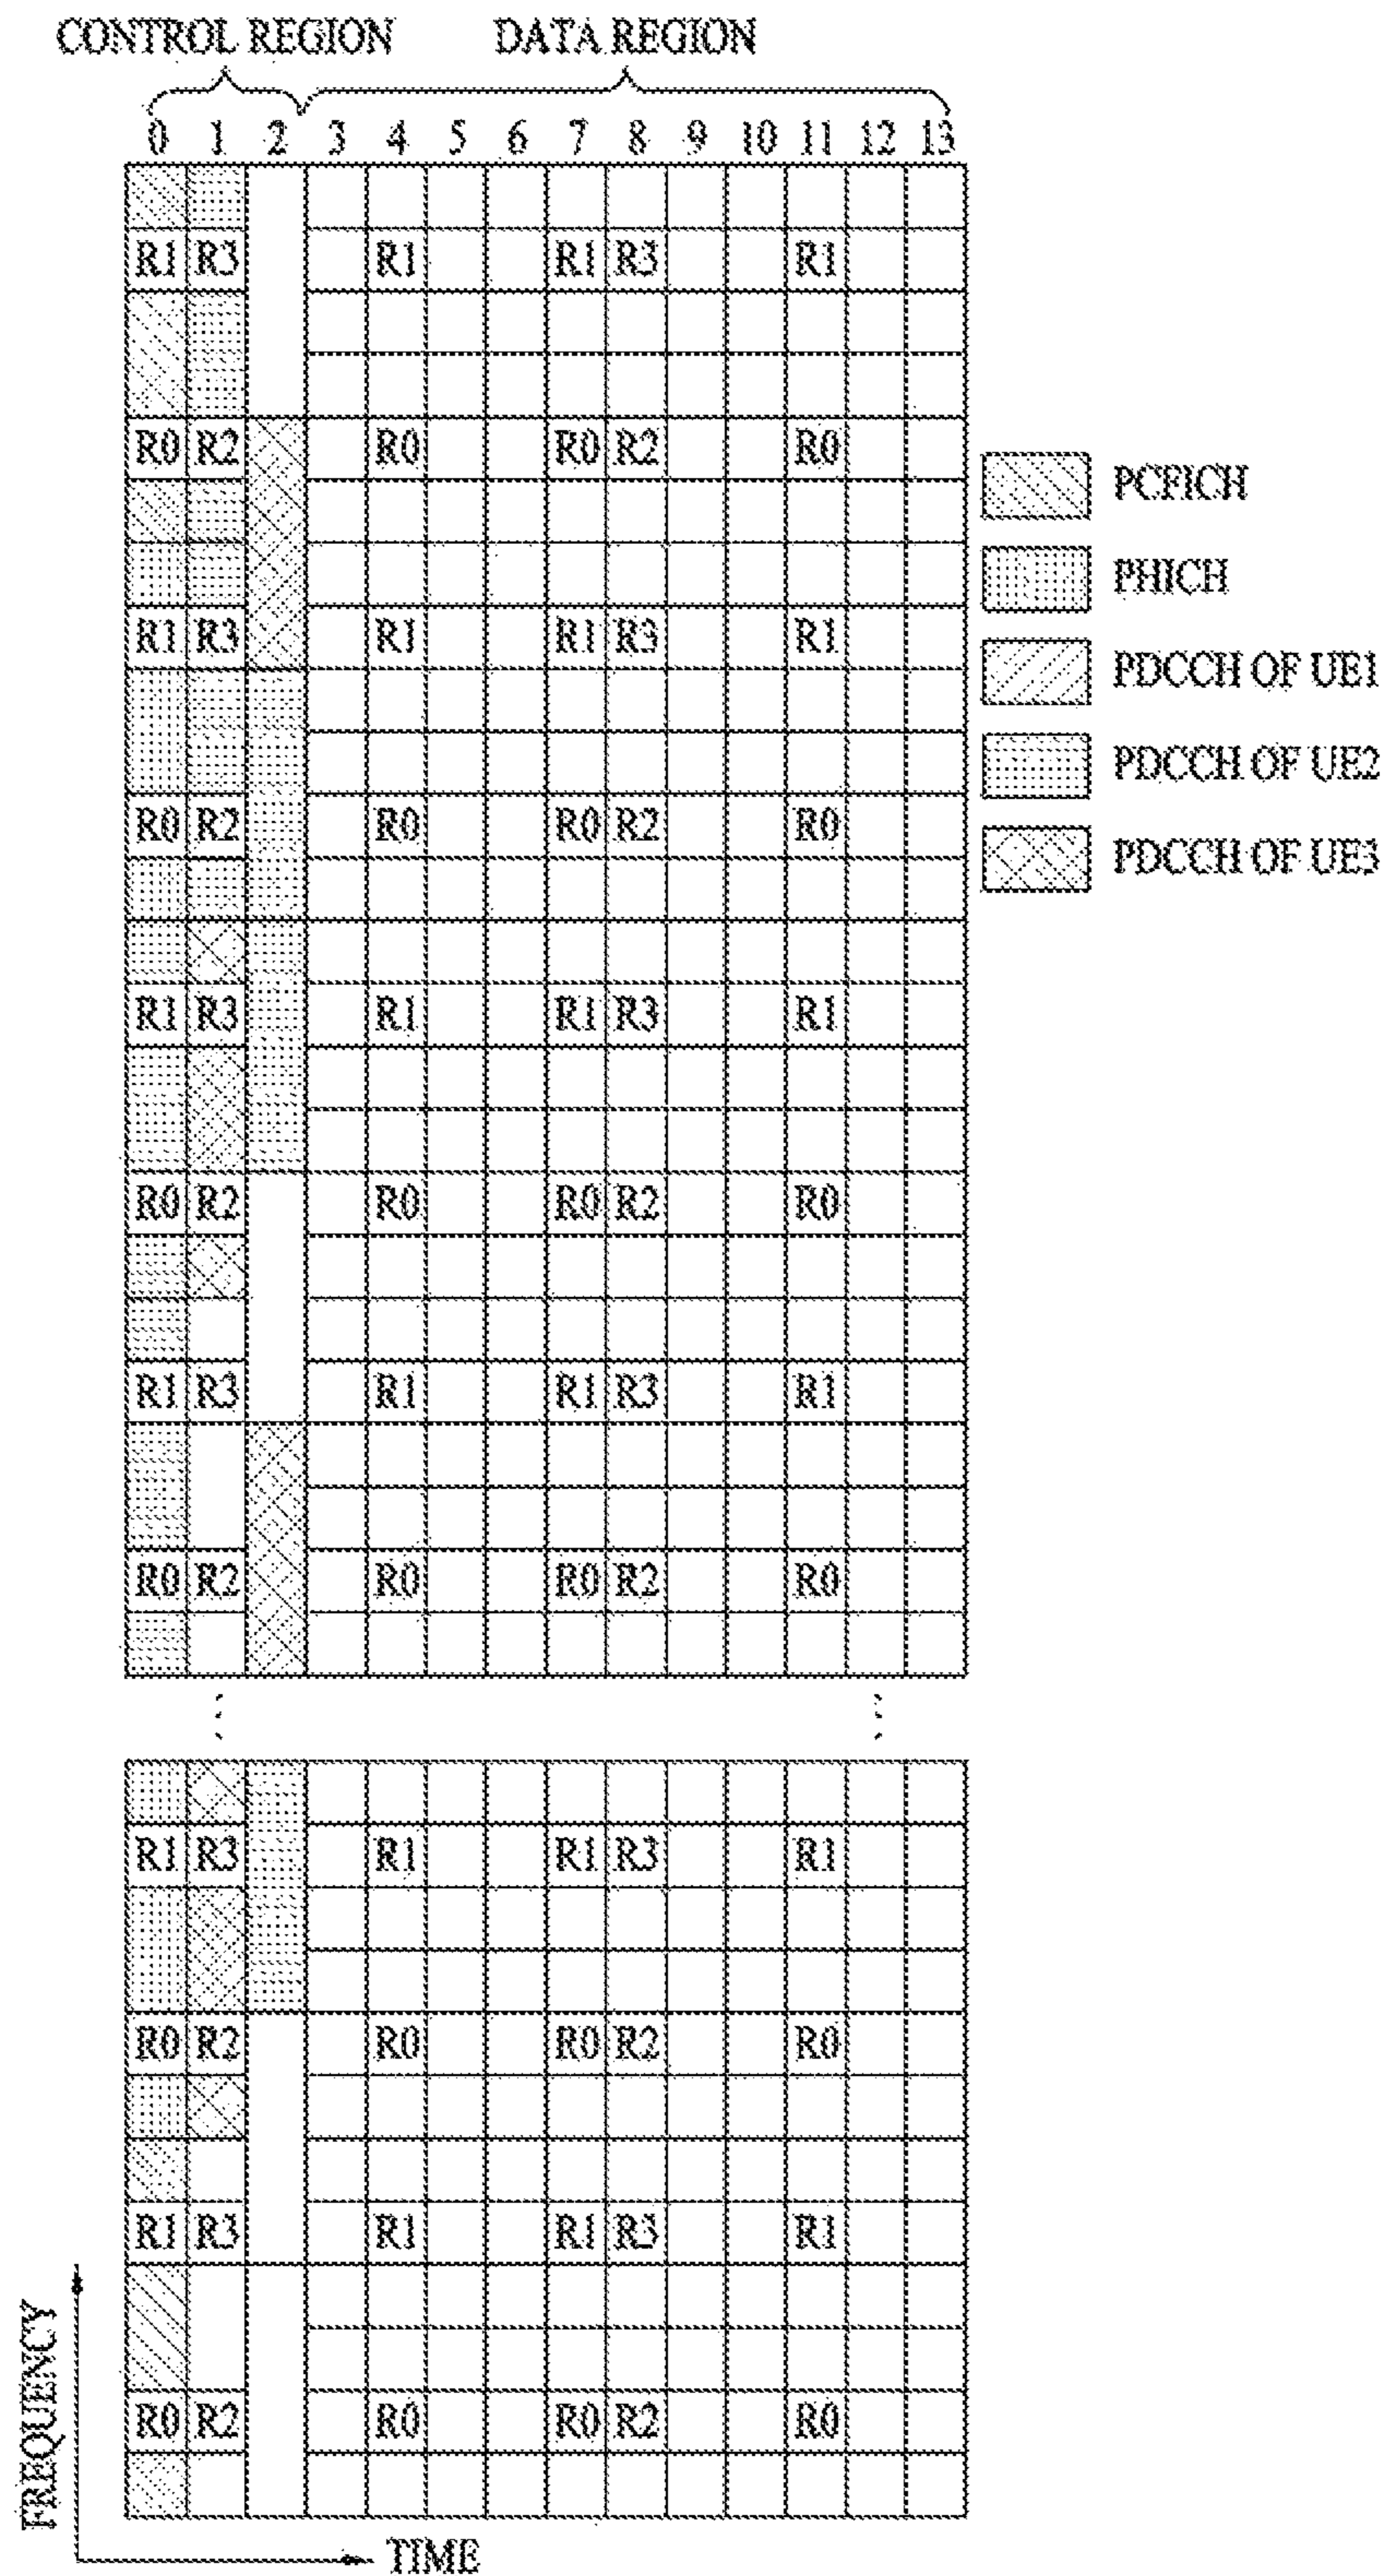 CONTROL REGION DATA REGION
0 1 2 3 4 5 6 7 8 9 10 11 12 13
R1 R3 R1 R1 R3 R1
R0 R2 R0 R0 R2 R0
PCFICH
PHICH
R1 R3 R1 R1 R3 R1
PDCCH OF UE1
PDCCH OF UE2
R0 R2 R0 R0 R2 R0
PDCCH OF UE3
R1 R3 R1 R1 R3 R1
R0 R2 R0 R0 R2 R0
R1 R3 R1 R1 R3 R1
R0 R2 R0 R0 R2 R0
R1 R3 R1 R1 R3 R1
R0 R2 R0 R0 R2 R0
R1 R3 R1 R1 R3 R1
R0 R2 R0 R0 R2 R0
FREQUENCY
TIME